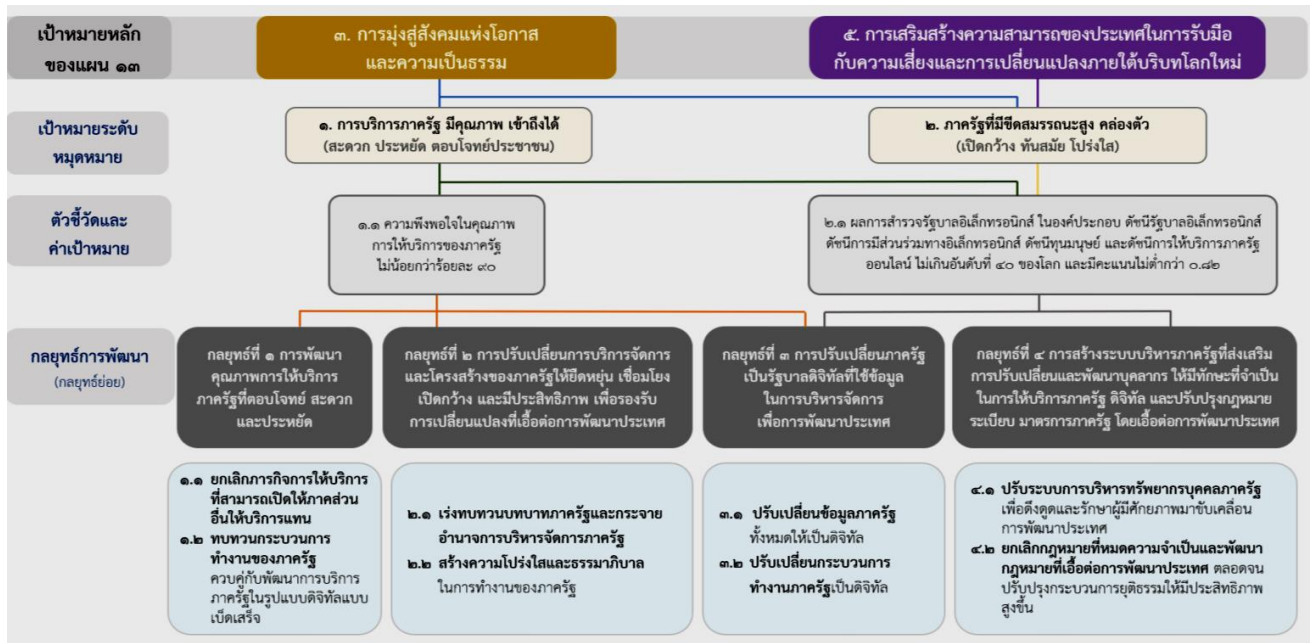 เป้าหมายหลัก
ของแผน ๑๓
๓. การมุ่งสู่สังคมแห่งโอกาส
และความเป็นธรรม
๕. การเสริมสร้างความสามารถของประเทศในการรับมือ
กับความเสี่ยงและการเปลี่ยนแปลงภายใต้บริบทโลกใหม่
เป้าหมายระดับ
หมุดหมาย
๑. การบริการภาครัฐ มีคุณภาพ เข้าถึงได้
(สะดวก ประหยัด ตอบโจทย์ประชาชน)
๒. ภาครัฐที่มีขีดสมรรถนะสูง คล่องตัว
(เปิดกว้าง ทันสมัย โปร่งใส)
ตัวชี้วัดและ
ค่าเป้าหมาย
๑.๑ ความพึงพอใจในคุณภาพ
การให้บริการของภาครัฐ
ไม่น้อยกว่าร้อยละ ๙๐
๒.๑ ผลการสำรวจรัฐบาลอิเล็กทรอนิกส์ ในองค์ประกอบ ดัชนีรัฐบาลอิเล็กทรอนิกส์
ดัชนีการมีส่วนร่วมทางอิเล็กทรอนิกส์ ดัชนีทุนมนุษย์ และดัชนีการให้บริการภาครัฐ
ออนไลน์ ไม่เกินอันดับที่ ๔๐ ของโลก และมีคะแนนไม่ต่ำกว่า ๐.๘๒
กลยุทธ์การพัฒนา
(กลยุทธ์ย่อย)
กลยุทธ์ที่ ๑ การพัฒนา
คุณภาพการให้บริการ
ภาครัฐที่ตอบโจทย์ สะดวก
และประหยัด
กลยุทธ์ที่ ๒ การปรับเปลี่ยนการบริหารจัดการ
และโครงสร้างของภาครัฐให้ยืดหยุ่น เชื่อมโยง
เปิดกว้าง และมีประสิทธิภาพ เพื่อรองรับ
การเปลี่ยนแปลงที่เอื้อต่อการพัฒนาประเทศ
กลยุทธ์ที่ ๓ การปรับเปลี่ยนภาครัฐ
เป็นรัฐบาลดิจิทัลที่ใช้ข้อมูล
ในการบริหารจัดการ
เพื่อการพัฒนาประเทศ
กลยุทธ์ที่ ๔ การสร้างระบบบริหารภาครัฐที่ส่งเสริม
การปรับเปลี่ยนและพัฒนาบุคลากร ให้มีทักษะที่จำเป็น
ในการให้บริการภาครัฐ ดิจิทัล และปรับปรุงกฎหมาย
ระเบียบ มาตรการภาครัฐ โดยเอื้อต่อการพัฒนาประเทศ
๑.๑ ยกเลิกภารกิจการให้บริการ
ที่สามารถเปิดให้ภาคส่วน
อื่นให้บริการแทน
๑.๒ ทบทวนกระบวนการ
ทำงานของภาครัฐ
ควบคู่กับพัฒนาการบริการ
ภาครัฐในรูปแบบดิจิทัลแบบ
เบ็ดเสร็จ
๒.๑ เร่งทบทวนบทบาทภาครัฐและกระจาย
อำนาจการบริหารจัดการภาครัฐ
๒.๒ สร้างความโปร่งใสและธรรมาภิบาล
ในการทำงานของภาครัฐ
๓.๑ ปรับเปลี่ยนข้อมูลภาครัฐ
ทั้งหมดให้เป็นดิจิทัล
๓.๒ ปรับเปลี่ยนกระบวนการ
ทำงานภาครัฐเป็นดิจิทัล
๔.๑ ปรับระบบการบริหารทรัพยากรบุคคลภาครัฐ
เพื่อดึงดูดและรักษาผู้มีศักยภาพมาขับเคลื่อน
การพัฒนาประเทศ
๔.๒ ยกเลิกกฎหมายที่หมดความจำเป็นและพัฒนา
กฎหมายที่เอื้อต่อการพัฒนาประเทศ ตลอดจน
ปรับปรุงกระบวนการยุติธรรมให้มีประสิทธิภาพ
สูงขึ้น